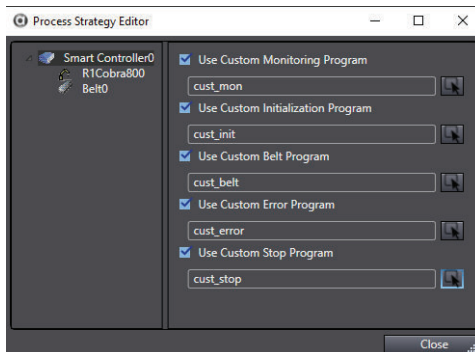 Process Strategy Editor
Smart Controller0
R1Cobra800
Belt0
Use Custom Monitoring Program
cust_mon
Use Custom Initialization Program
cust_init
Use Custom Belt Program
cust_belt
Use Custom Error Program
cust_error
Use Custom Stop Program
cust_stop
Close